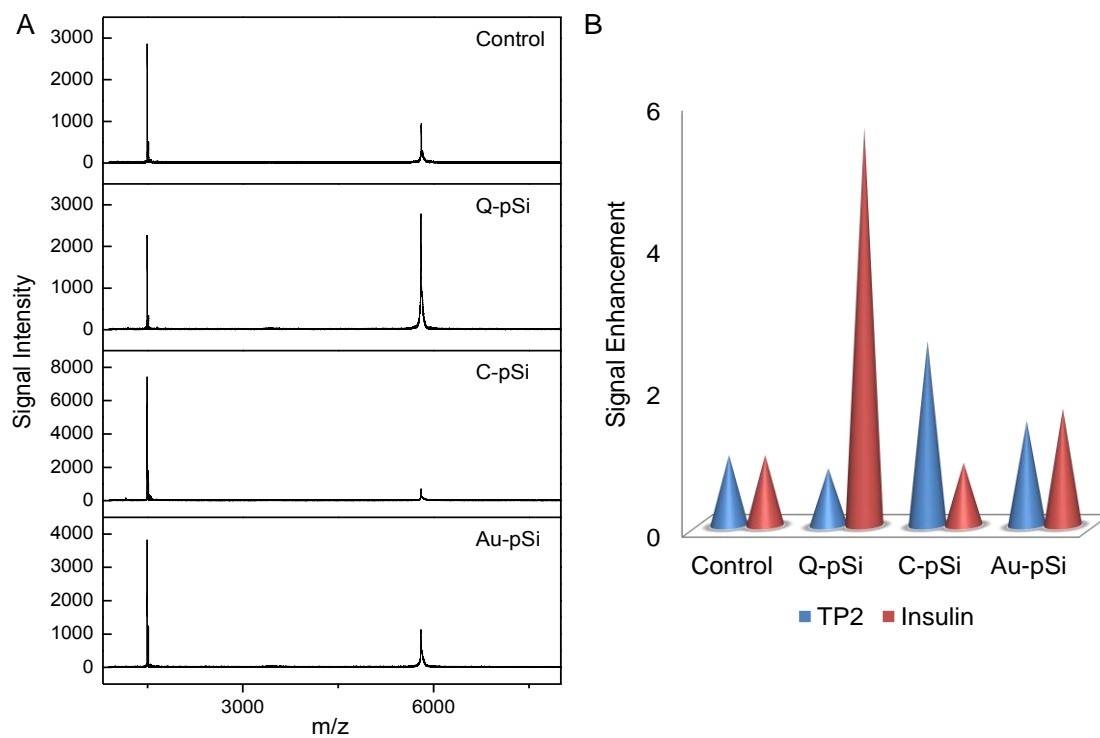 A
Signal Intensity
Control
3000
2000
1000
0
Q-pSi
3000
2000
1000
0
C-pSi
8000
6000
4000
2000
0
Au-pSi
4000
3000
2000
1000
0
3000 6000
m/z
B
Signal Enhancement
6
4
2
0
Control Q-pSi C-pSi Au-pSi
TP2 Insulin